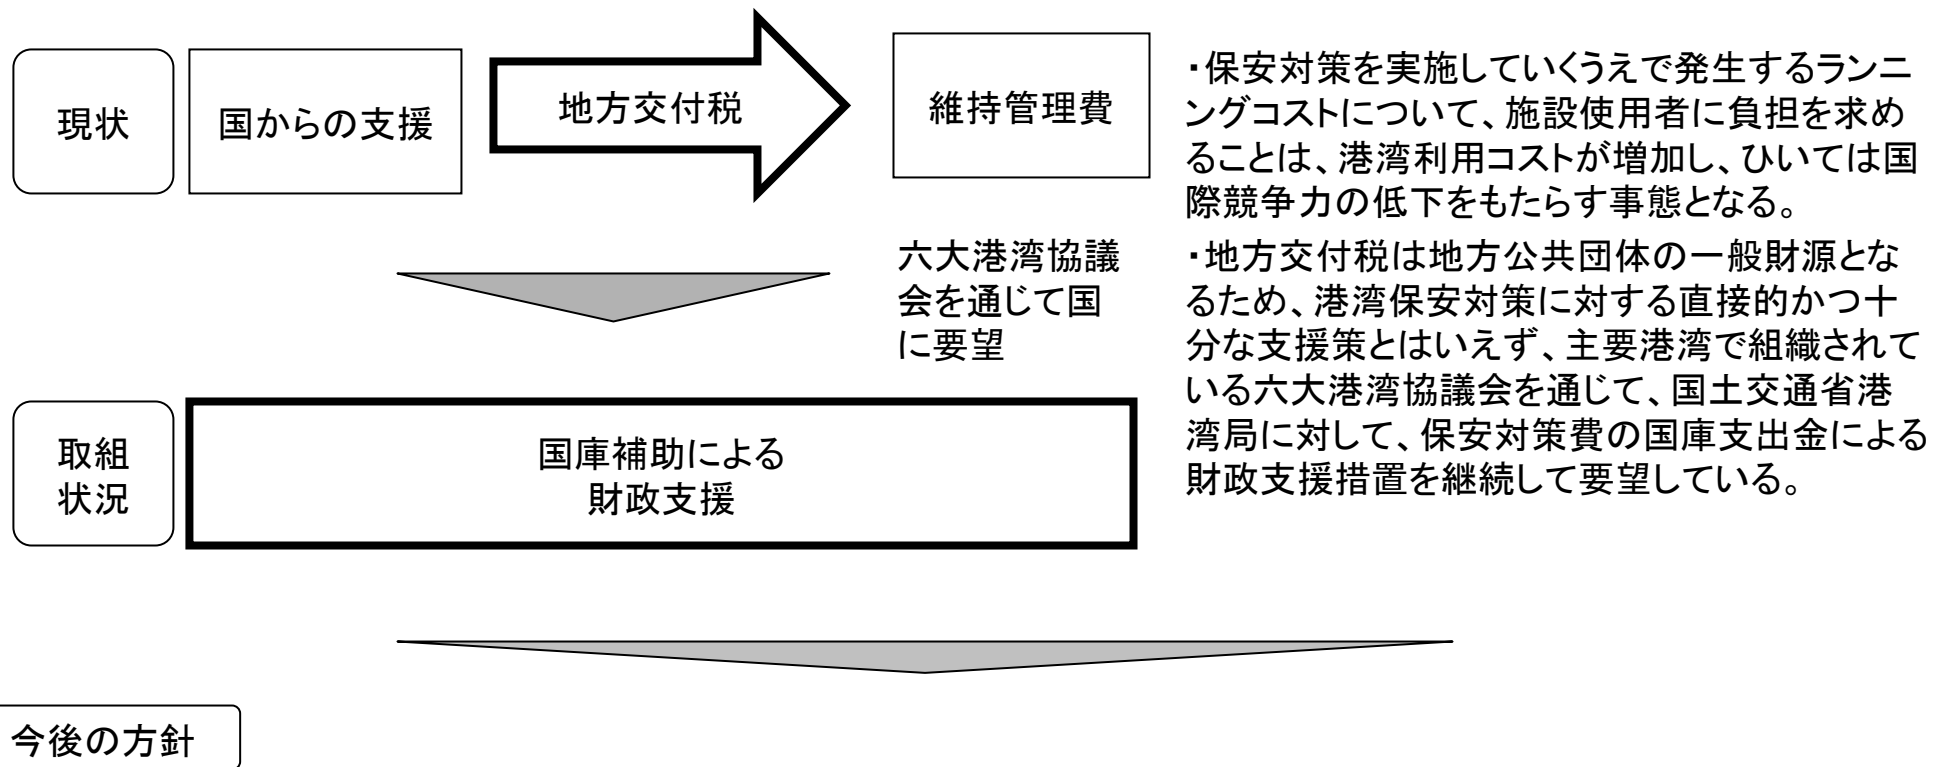 現状
国からの支援
地方交付税
維持管理費
六大港湾協議
会を通じて国
に要望
取組
状況
国庫補助による
財政支援
・保安対策を実施していくうえで発生するランニ
ングコストについて、施設使用者に負担を求め
ることは、港湾利用コストが増加し、ひいては国
際競争力の低下をもたらす事態となる。
・地方交付税は地方公共団体の一般財源とな
るため、港湾保安対策に対する直接的かつ十
分な支援策とはいえず、主要港湾で組織されて
いる六大港湾協議会を通じて、国土交通省港
湾局に対して、保安対策費の国庫支出金による
財政支援措置を継続して要望している。
今後の方針